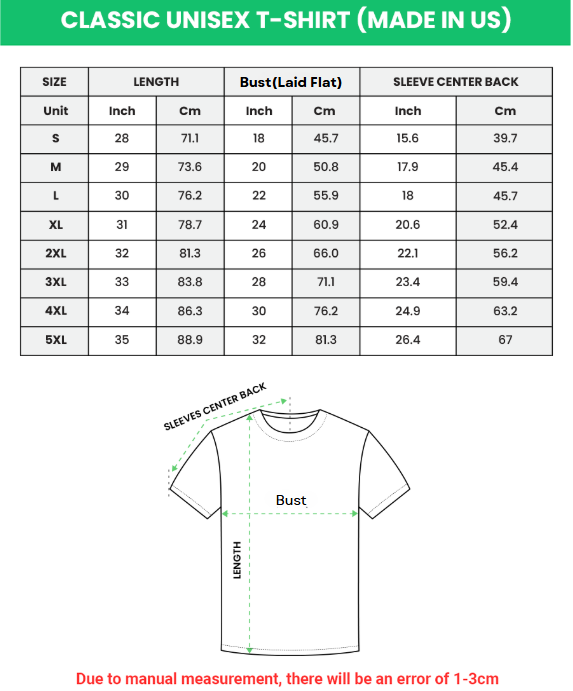 CLASSIC UNISEX T-SHIRT (MADE IN US)
SIZE LENGTH Bust(Laid Flat) SLEEVE CENTER BACK
Unit Inch Cm Inch Cm Inch Cm
S 28 71.1 18 45.7 15.6 39.7
M 29 73.6 20 50.8 17.9 45.4
L 30 76.2 22 55.9 18 45.7
XL 31 78.7 24 60.9 20.6 52.4
2XL 32 81.3 26 66.0 22.1 56.2
3XL 33 83.8 28 71.1 23.4 59.4
4XL 34 86.3 30 76.2 24.9 63.2
5XL 35 88.9 32 81.3 26.4 67
SLEEVES CENTER BACK
Bust
LENGTH
Due to manual measurement, there will be an error of 1-3cm